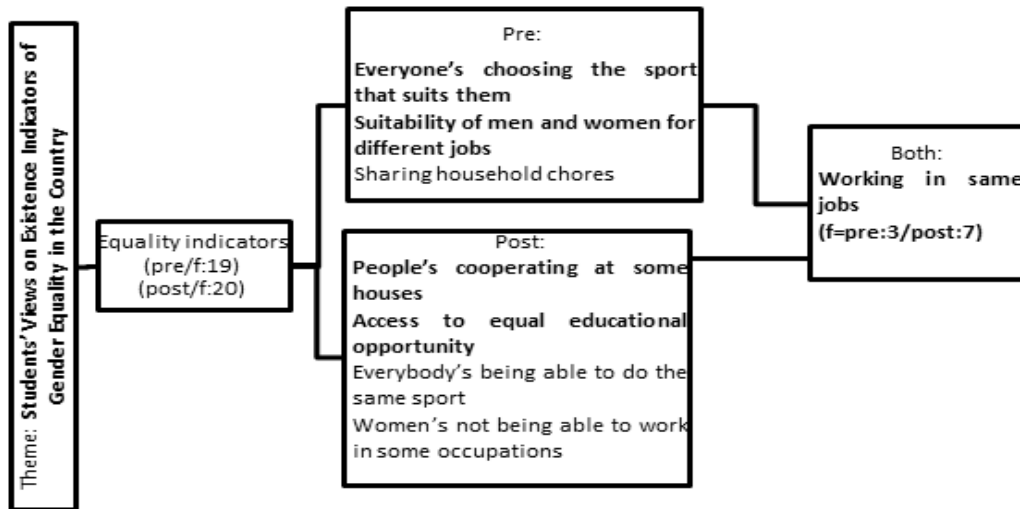 Theme: Students' Views on Existence Indicators of
Gender Equality in the Country
Equality indicators
(pre/f:19)
(post/f:20)
Pre:
Everyone's choosing the sport
that suits them
Suitability of men and women for
different jobs
Sharing household chores
Post:
People's cooperating at some
houses
Access to equal educational
opportunity
Everybody's being able to do the
same sport
Women's not being able to work
in some occupations
Both:
Working in same
jobs
(f=pre:3/post:7)